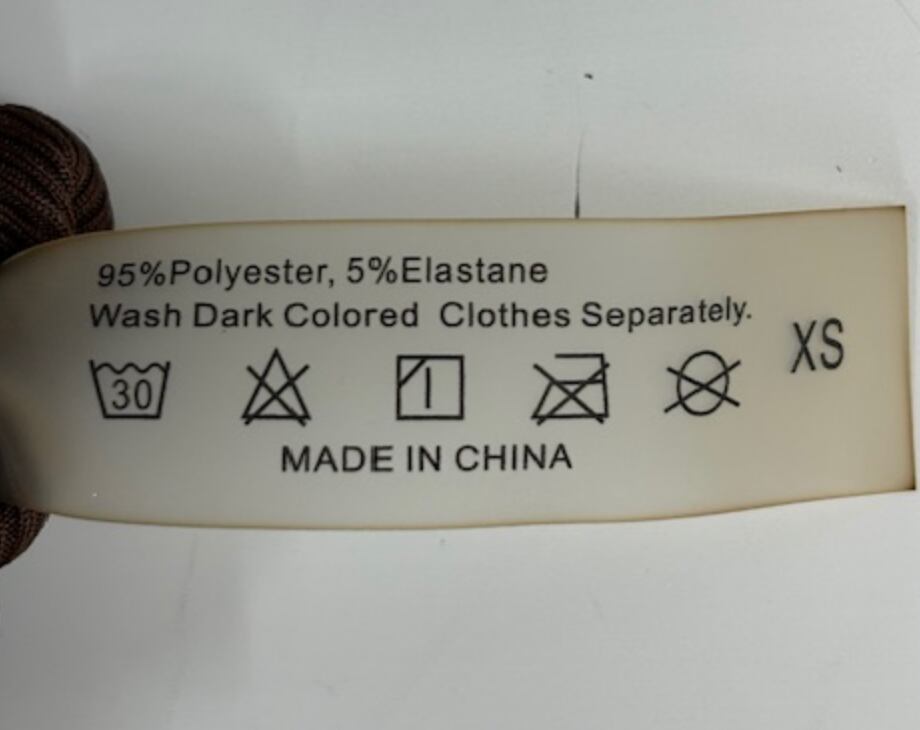 95%Polyester, 5%Elastane
Wash Dark Colored Clothes Separately.
30
XS
MADE IN CHINA